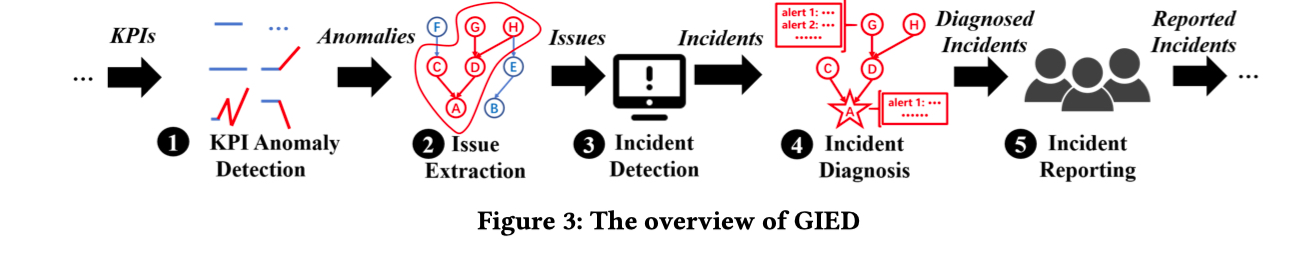 KPIs
Anomalies
Issues
Incidents
Diagnosed
Incidents
Reported
Incidents
...
...
F
G
H
C
D
E
A
B
!
alert 1: ...
alert 2: ...
......
G
H
C
D
A
alert 1: ...
......
...
1 KPI Anomaly
Detection
2 Issue
Extraction
3 Incident
Detection
4 Incident
Diagnosis
5 Incident
Reporting
Figure 3: The overview of GIED